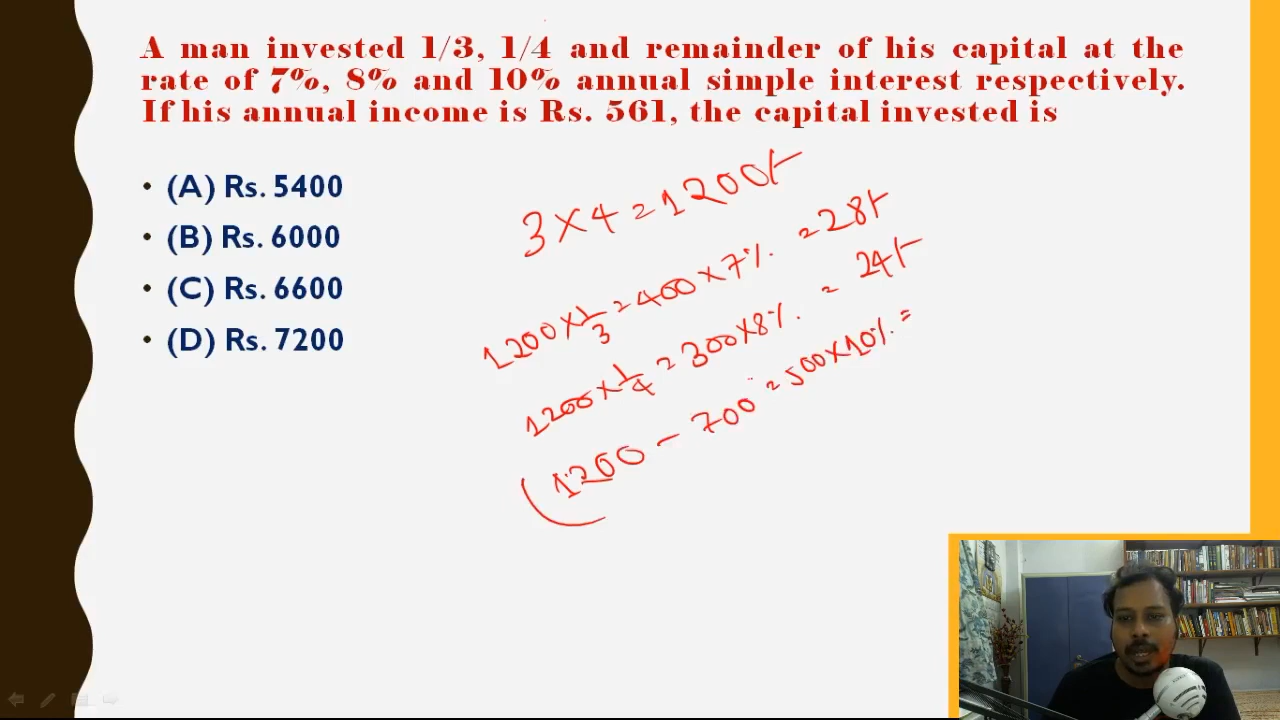 A man invested 1/3, 1/4 and remainder of his capital at the
rate of 7%, 8% and 10% annual simple interest respectively.
If his annual income is Rs. 561, the capital invested is
• (A) Rs. 5400
• (B) Rs. 6000
• (C) Rs. 6600
• (D) Rs. 7200
3 × 4 = 1200/-
1200 × 1/3 = 400 × 7% = 28/-
1200 × 1/4 = 300 × 8% = 24/-
1200 - 700 = 500 × 10% =